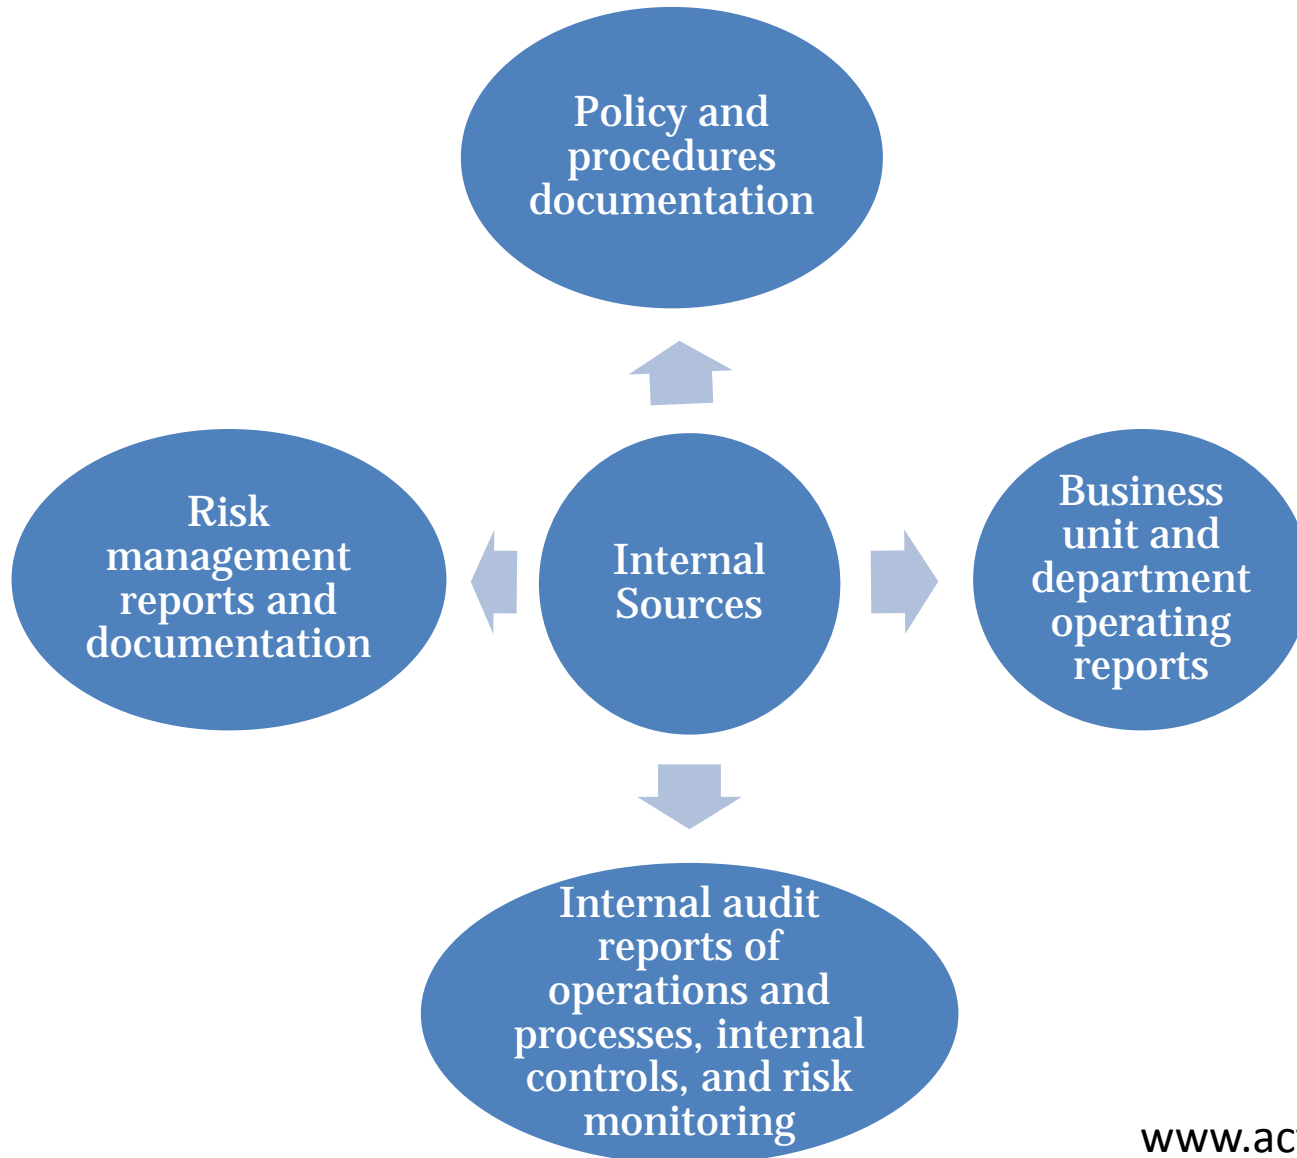 Policy and
procedures
documentation
Risk
management
reports and
documentation
Internal
Sources
Business
unit and
department
operating
reports
Internal audit
reports of
operations and
processes, internal
controls, and risk
monitoring